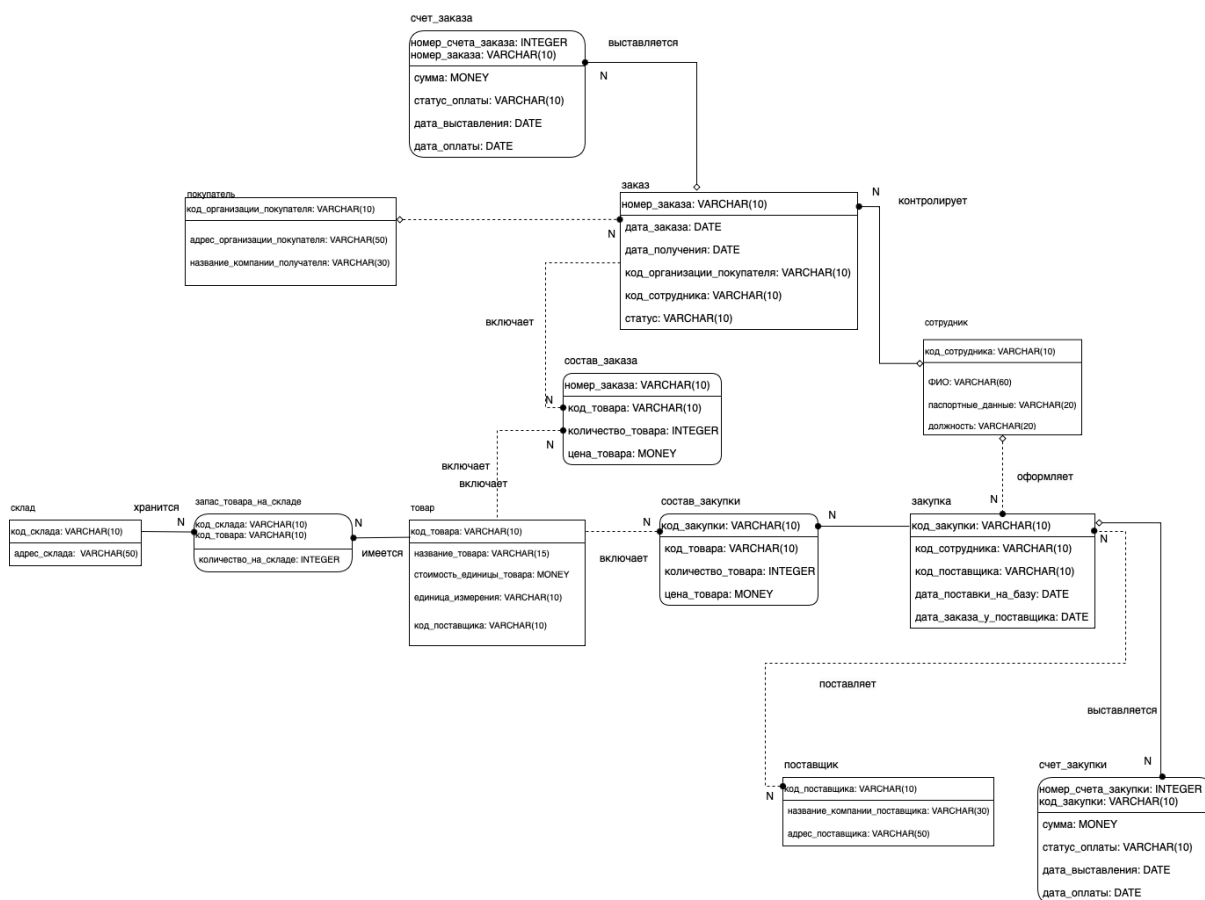 счет_заказа
номер_счета_заказа: INTEGER
номер_заказа: VARCHAR(10)
сумма: MONEY
статус_оплаты: VARCHAR(10)
дата_выставления: DATE
дата_оплаты: DATE
выставляется
N
покупатель
код_организации_покупателя: VARCHAR(10)
адрес_организации_покупателя: VARCHAR(50)
название_компании_получателя: VARCHAR(30)
N
заказ
номер_заказа: VARCHAR(10)
дата_заказа: DATE
дата_получения: DATE
код_организации_покупателя: VARCHAR(10)
код_сотрудника: VARCHAR(10)
статус: VARCHAR(10)
N
контролирует
включает
сотрудник
код_сотрудника: VARCHAR(10)
ФИО: VARCHAR(60)
паспортные_данные: VARCHAR(20)
должность: VARCHAR(20)
состав_заказа
номер_заказа: VARCHAR(10)
код_товара: VARCHAR(10)
количество_товара: INTEGER
цена_товара: MONEY
N
N
включает
включает
оформляет
N
склад
код_склада: VARCHAR(10)
адрес_склада: VARCHAR(50)
хранится
N
запас_товара_на_складе
код_склада: VARCHAR(10)
код_товара: VARCHAR(10)
количество_на_складе: INTEGER
N
имеется
товар
код_товара: VARCHAR(10)
название_товара: VARCHAR(15)
стоимость_единицы_товара: MONEY
единица_измерения: VARCHAR(10)
код_поставщика: VARCHAR(10)
N
включает
состав_закупки
код_закупки: VARCHAR(10)
код_товара: VARCHAR(10)
количество_товара: INTEGER
цена_товара: MONEY
N
закупка
код_закупки: VARCHAR(10)
код_сотрудника: VARCHAR(10)
код_поставщика: VARCHAR(10)
дата_поставки_на_базу: DATE
дата_заказа_у_поставщика: DATE
N
поставляет
выставляется
N
поставщик
код_поставщика: VARCHAR(10)
название_компании_поставщика: VARCHAR(30)
адрес_поставщика: VARCHAR(50)
N
счет_закупки
номер_счета_закупки: INTEGER
код_закупки: VARCHAR(10)
сумма: MONEY
статус_оплаты: VARCHAR(10)
дата_выставления: DATE
дата_оплаты: DATE